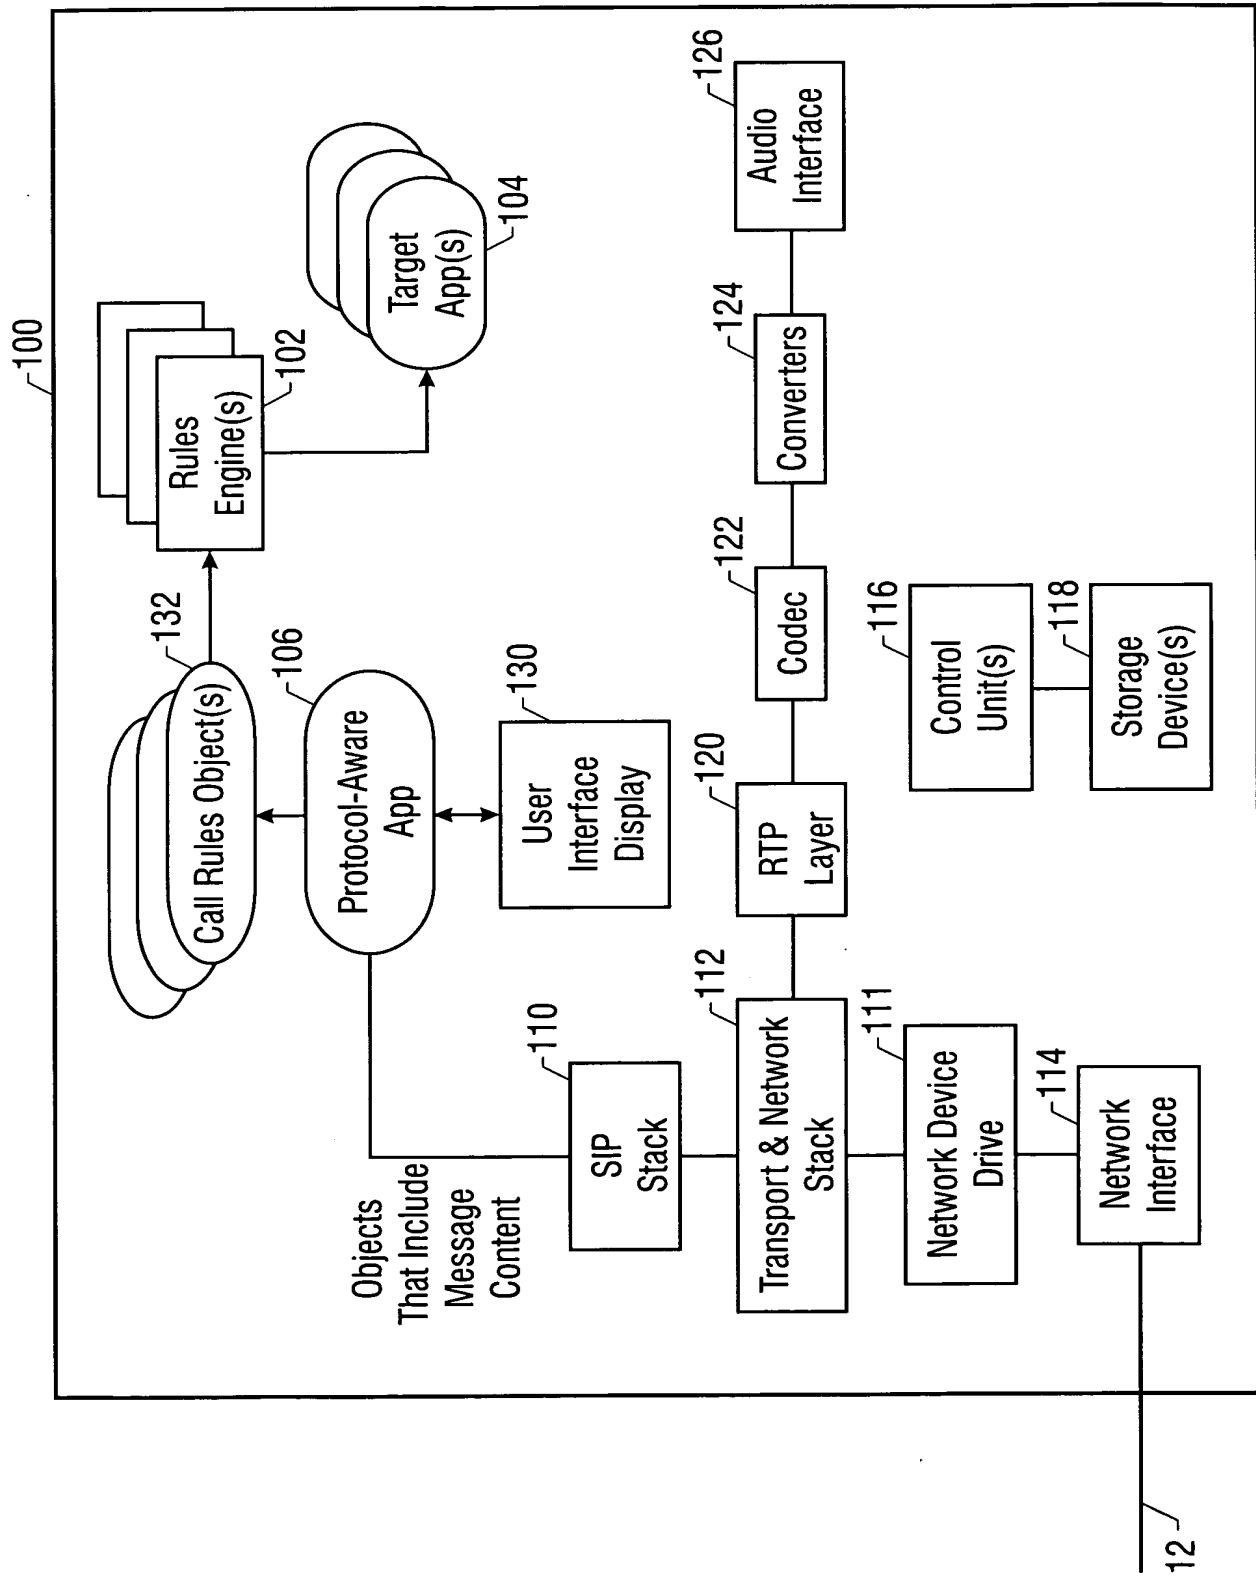 100
Call Rules Object(s)
132
Rules
Engine(s)
102
Target
App(s)
104
Protocol-Aware
App
106
User
Interface
Display
130
Objects
That Include
Message
Content
SIP
Stack
110
Transport & Network
Stack
112
RTP
Layer
120
Codec
122
Converters
124
Audio
Interface
126
Network Device
Drive
111
Network
Interface
114
Control
Unit(s)
116
Storage
Device(s)
118
12